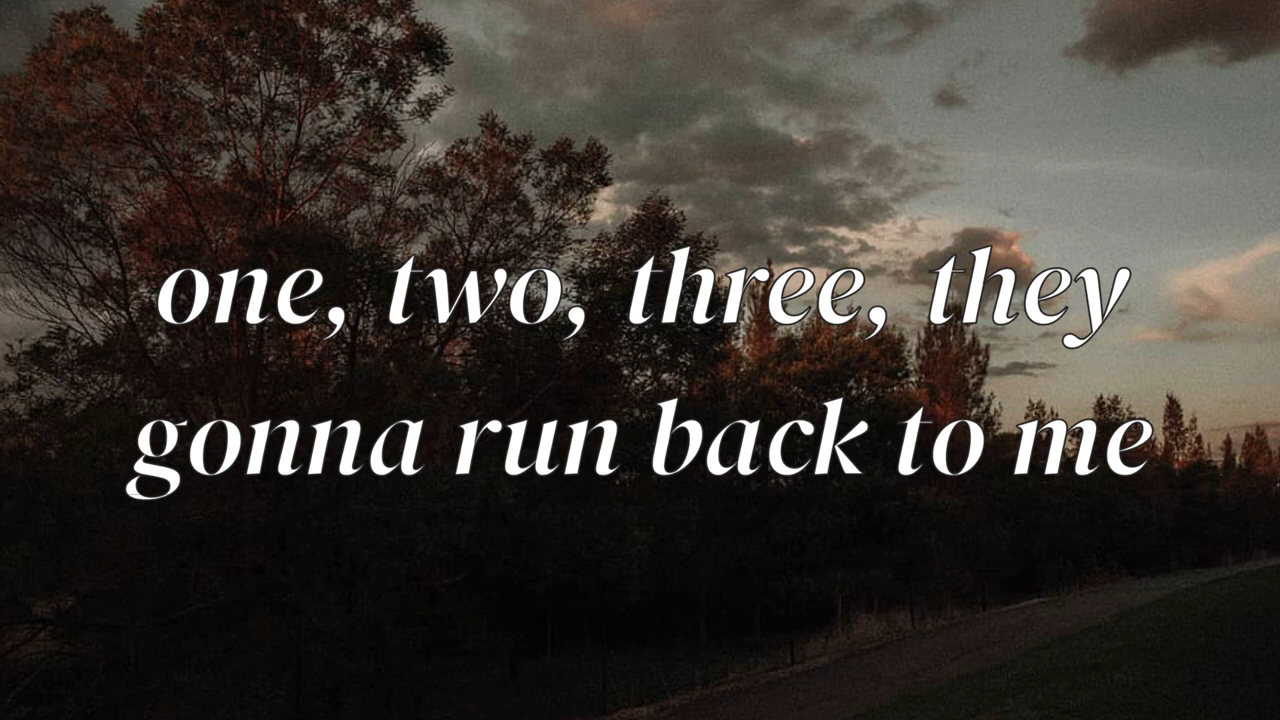 one, two, three, they
gonna run back to me